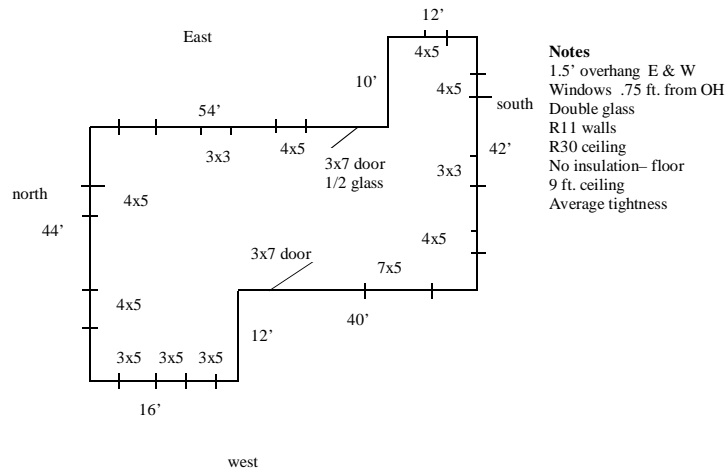 12’
East
4x5
Notes
1.5’ overhang E & W
Windows .75 ft. from OH
Double glass
R11 walls
R30 ceiling
No insulation– floor
9 ft. ceiling
Average tightness
10’
4x5
south
54’
42’
3x3
4x5
3x7 door
1/2 glass
3x3
north
4x5
44’
4x5
3x7 door
7x5
4x5
40’
12’
3x5 3x5 3x5
16’
west